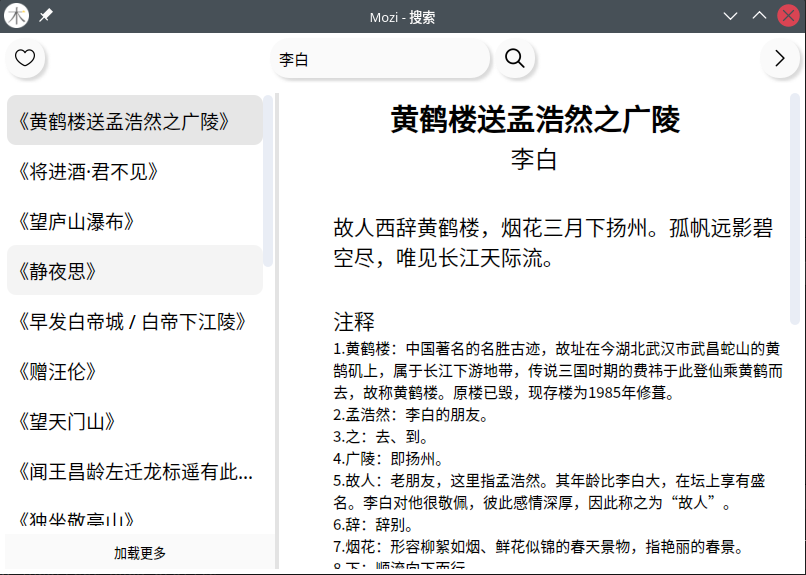 木
Mozi - 搜索
李白
《黄鹤楼送孟浩然之广陵》
《将进酒·君不见》
《望庐山瀑布》
《静夜思》
《早发白帝城 / 白帝下江陵》
《赠汪伦》
《望天门山》
《闻王昌龄左迁龙标遥有此...
《独坐敬亭山》
加载更多
黄鹤楼送孟浩然之广陵
李白
故人西辞黄鹤楼，烟花三月下扬州。孤帆远影碧
空尽，唯见长江天际流。
注释
1.黄鹤楼：中国著名的名胜古迹，故址在今湖北武汉市武昌蛇山的黄
鹄矶上，属于长江下游地带，传说三国时期的费祎于此登仙乘黄鹤而
去，故称黄鹤楼。原楼已毁，现存楼为1985年修葺。
2.孟浩然：李白的朋友。
3.之：去、到。
4.广陵：即扬州。
5.故人：老朋友，这里指孟浩然。其年龄比李白大，在坛上享有盛
名。李白对他很敬佩，彼此感情深厚，因此称之为“故人”。
6.辞：辞别。
7.烟花：形容柳絮如烟、鲜花似锦的春天景物，指艳丽的春景。
8.下：顺流向下而行。